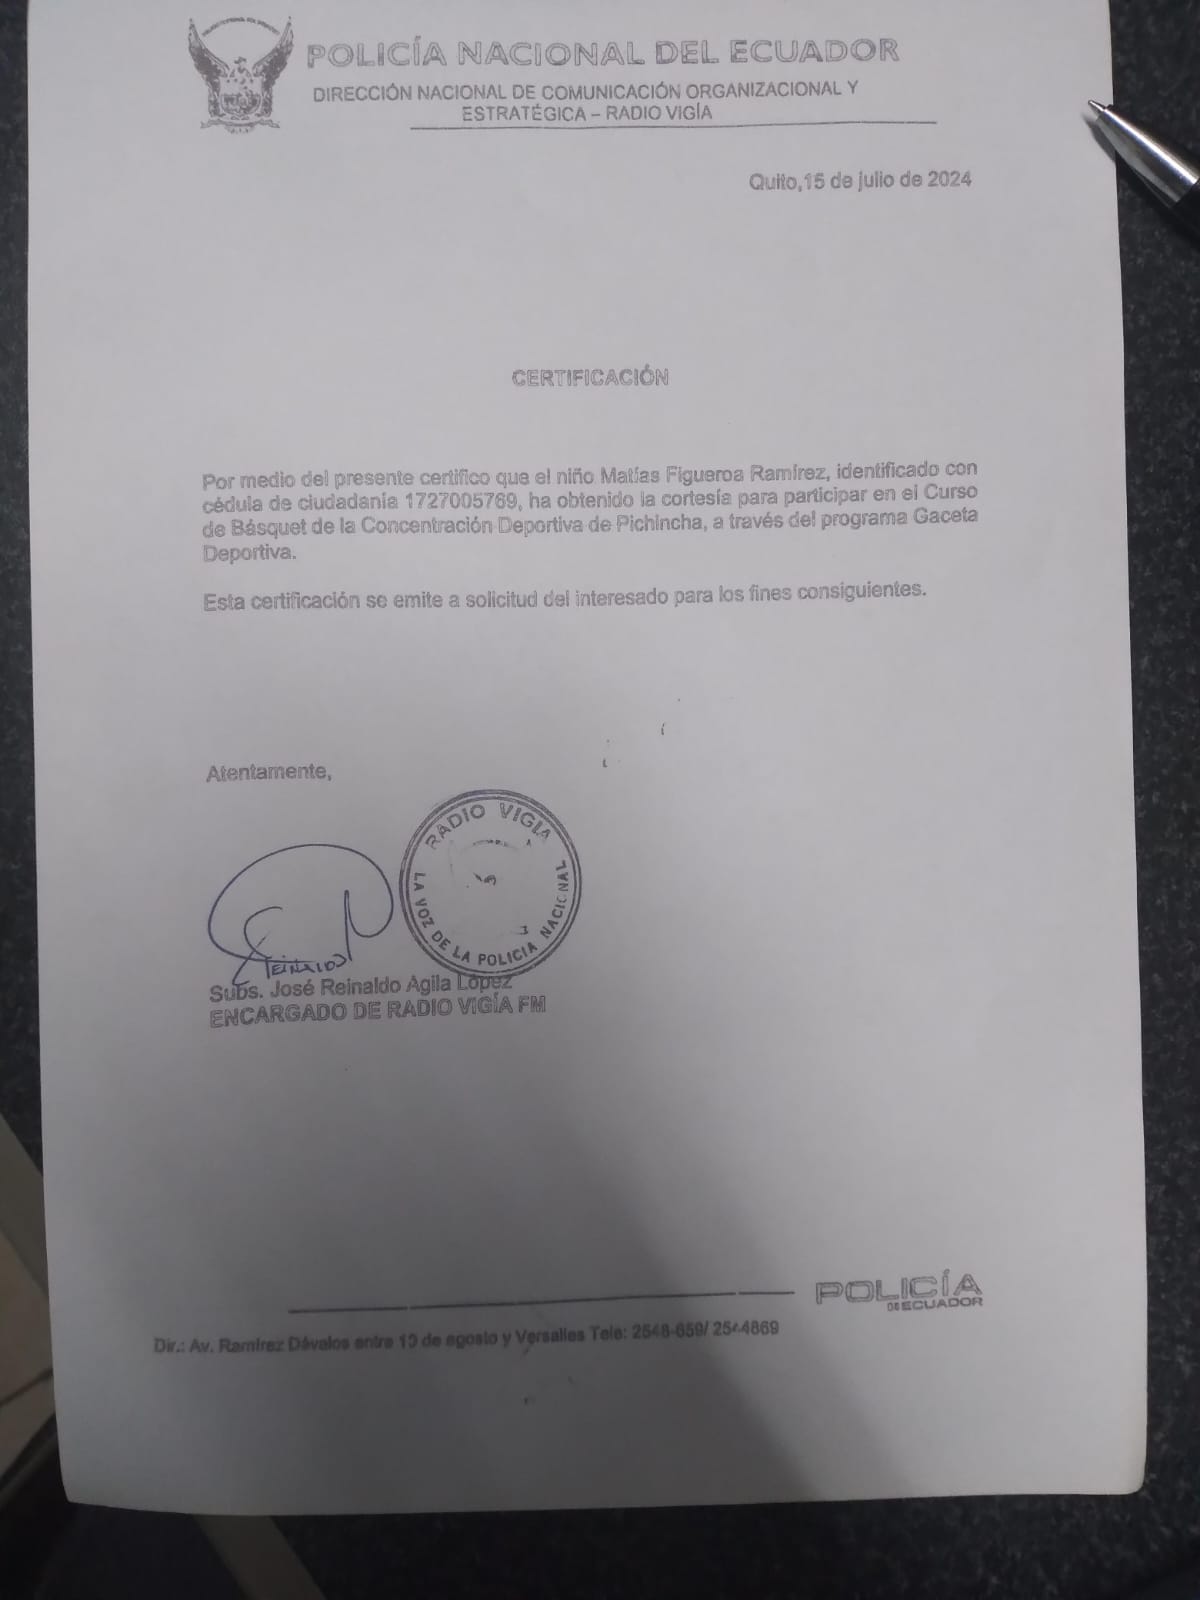 POLICÍA NACIONAL DEL ECUADOR
DIRECCIÓN NACIONAL DE COMUNICACIÓN ORGANIZACIONAL Y
ESTRATÉGICA – RADIO VIGÍA
Quito,15 de julio de 2024
CERTIFICACIÓN
Por medio del presente certifico que el niño Matías Figueroa Ramírez, identificado con
cédula de ciudadanía 1727005769, ha obtenido la cortesía para participar en el Curso
de Básquet de la Concentración Deportiva de Pichincha, a través del programa Gaceta
Deportiva.
Esta certificación se emite a solicitud del interesado para los fines consiguientes.
Atentamente,
RADIO VIGIA
LA VOZ DE LA POLICIA NACIONAL
Subs. José Reinaldo Agila López
ENCARGADO DE RADIO VIGÍA FM
POLICÍA
DE ECUADOR
Dir.: Av. Ramírez Dávalos entre 10 de agosto y Versalles Tele: 2548-659/ 2544869